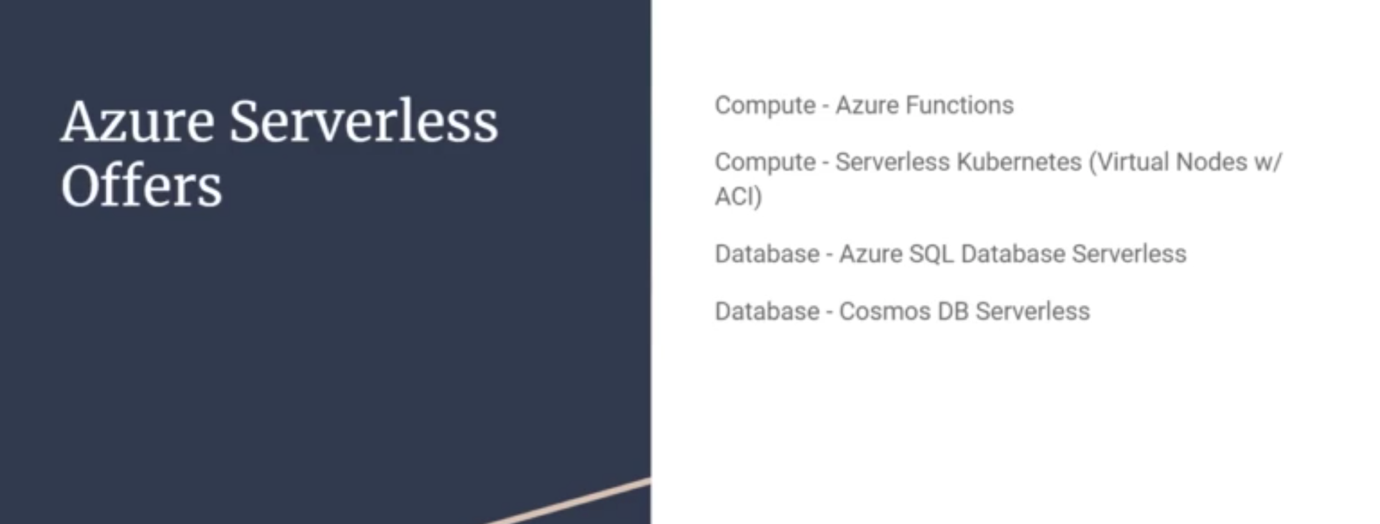 Azure Serverless
Offers
Compute - Azure Functions
Compute - Serverless Kubernetes (Virtual Nodes w/
ACI)
Database - Azure SQL Database Serverless
Database - Cosmos DB Serverless